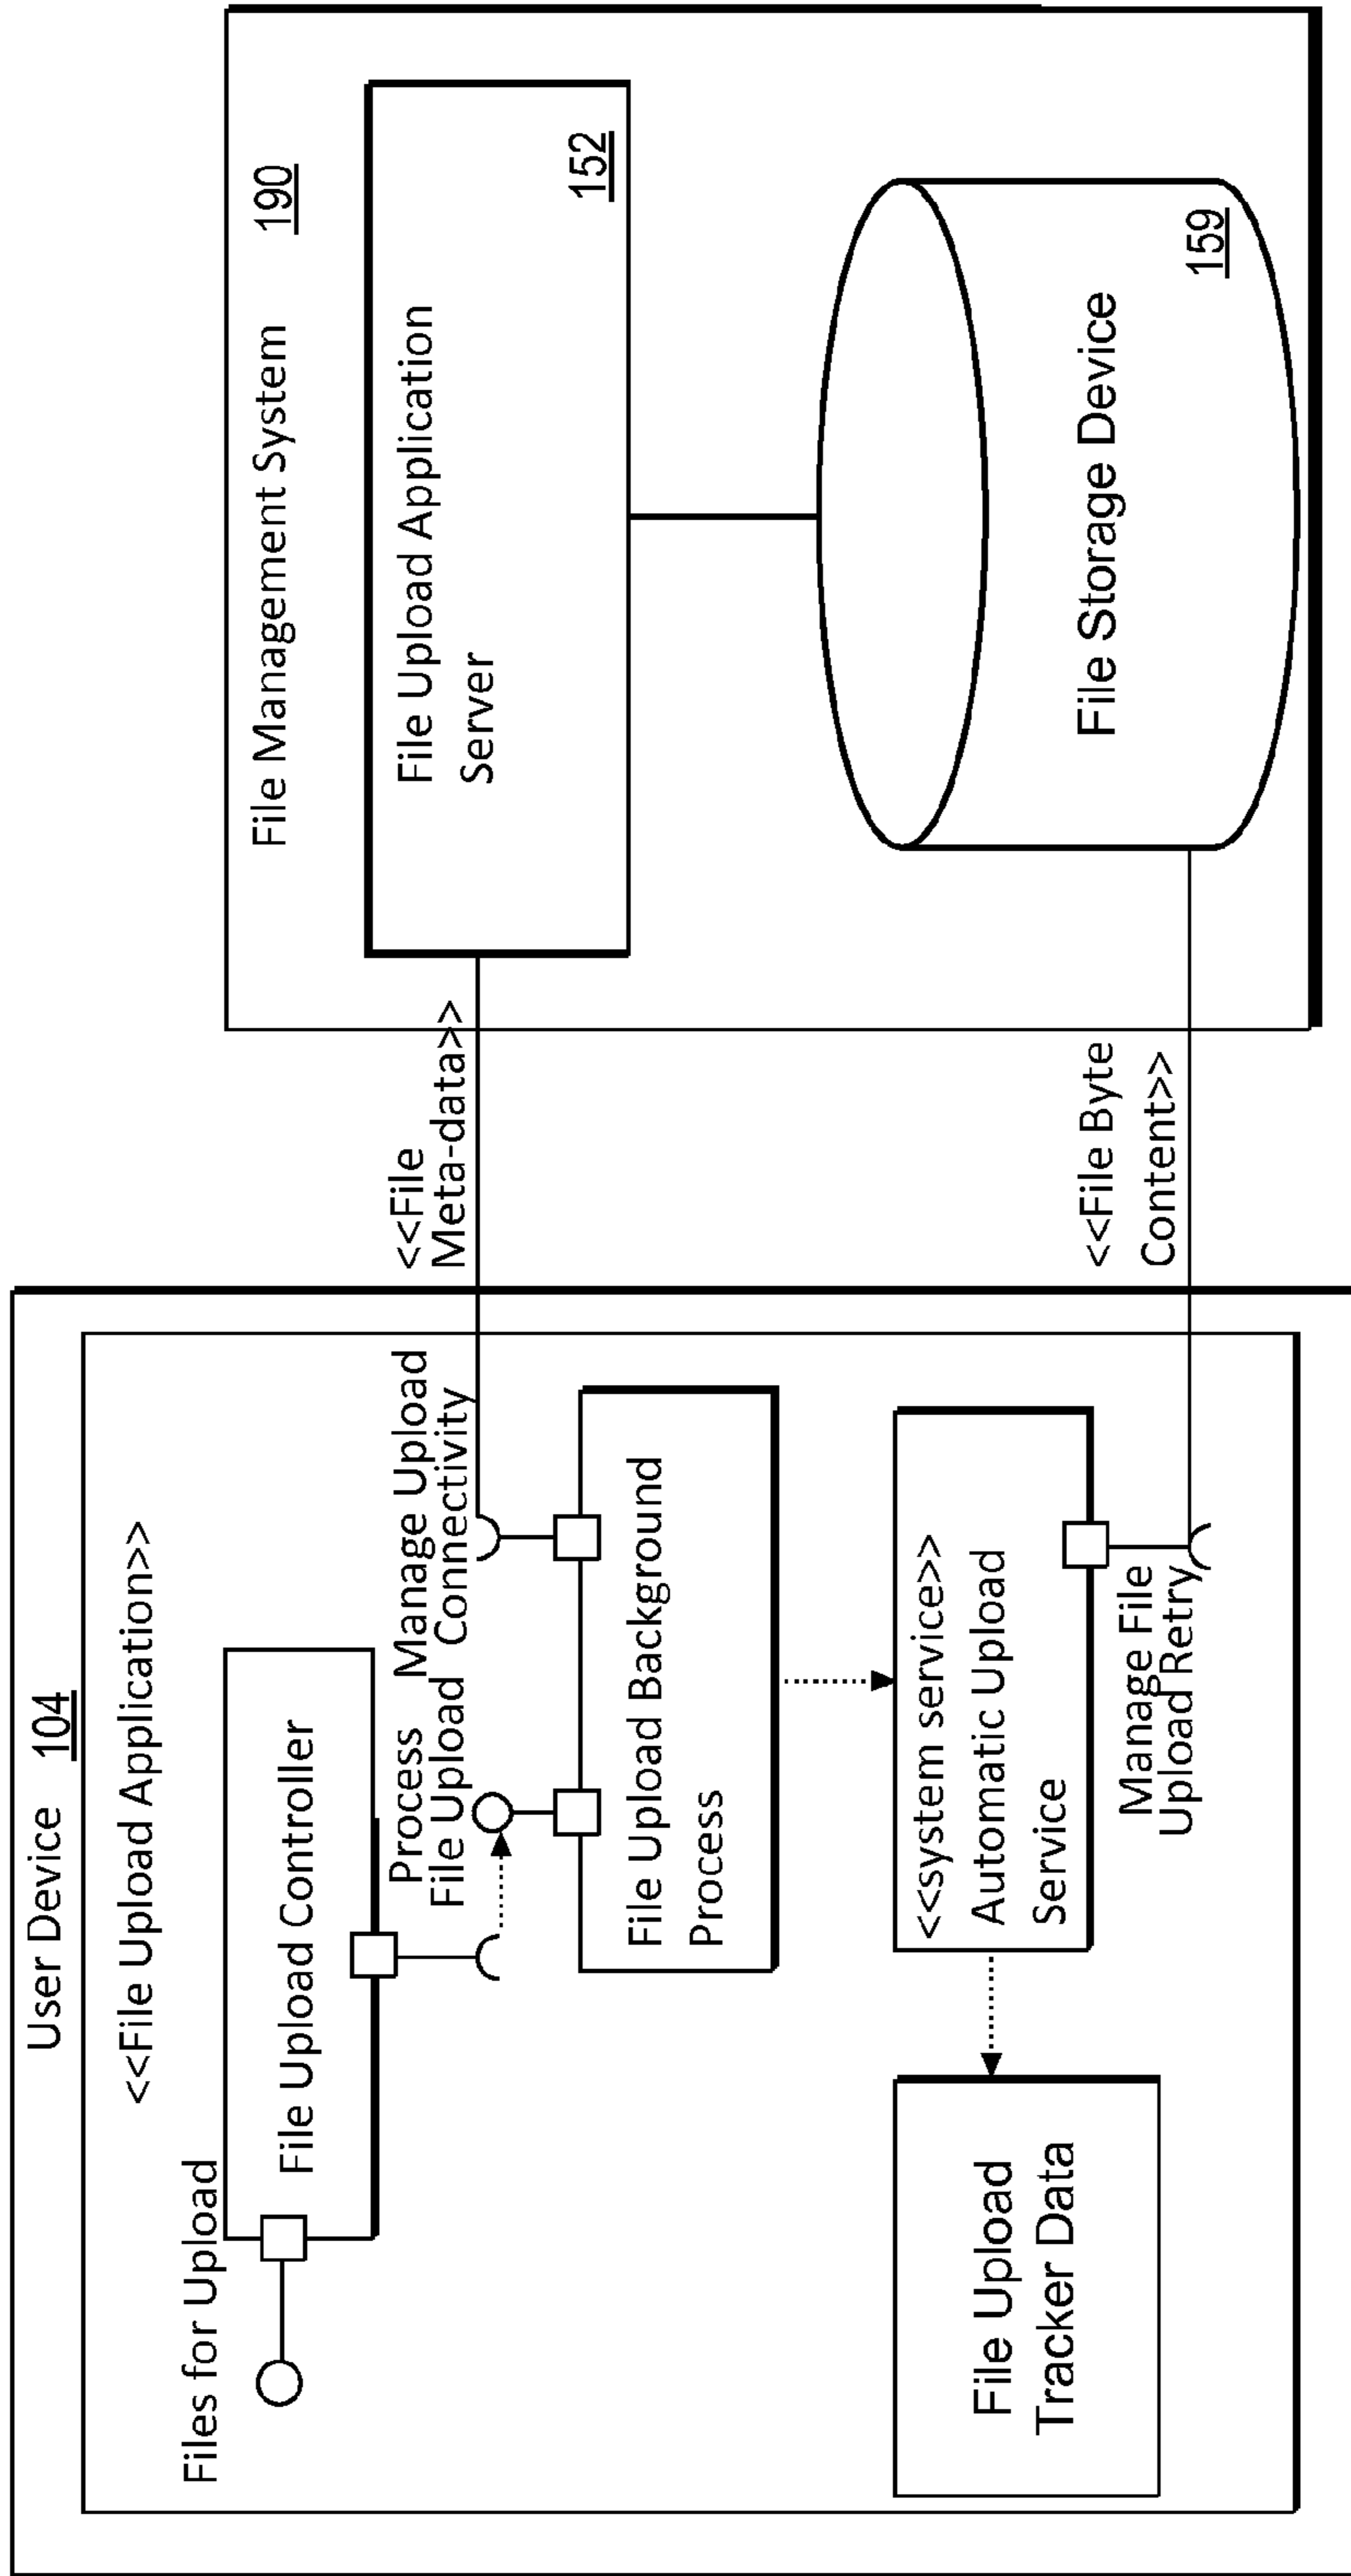 User Device 104
<<File Upload Application>>
Files for Upload
File Upload Controller
Process
File Upload
Manage Upload
Connectivity
File Upload Background
Process
<<system service>>
Automatic Upload
Service
Manage File
Upload Retry
File Upload
Tracker Data
<<File
Meta-data>>
<<File Byte
Content>>
File Management System 190
File Upload Application
Server
152
File Storage Device
159